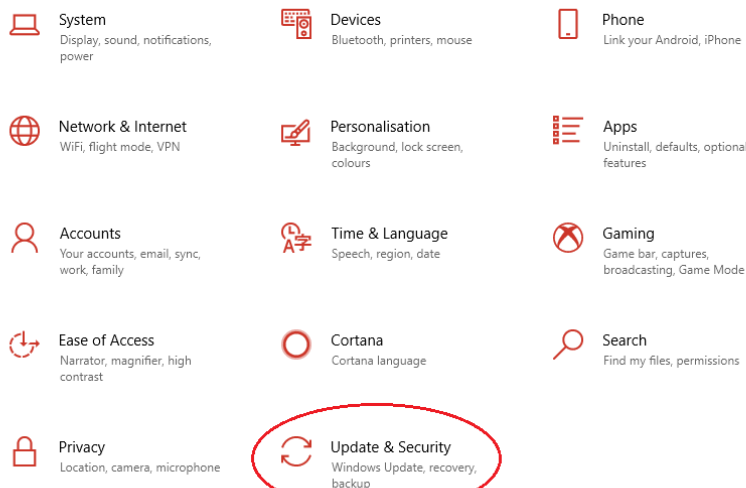 System
Display, sound, notifications,
power
Devices
Bluetooth, printers, mouse
Phone
Link your Android, iPhone
Network & Internet
WiFi, flight mode, VPN
Personalisation
Background, lock screen,
colours
Apps
Uninstall, defaults, optional
features
Accounts
Your accounts, email, sync,
work, family
Time & Language
Speech, region, date
Gaming
Game bar, captures,
broadcasting, Game Mode
Ease of Access
Narrator, magnifier, high
contrast
Cortana
Cortana language
Search
Find my files, permissions
Privacy
Location, camera, microphone
Update & Security
Windows Update, recovery,
backup